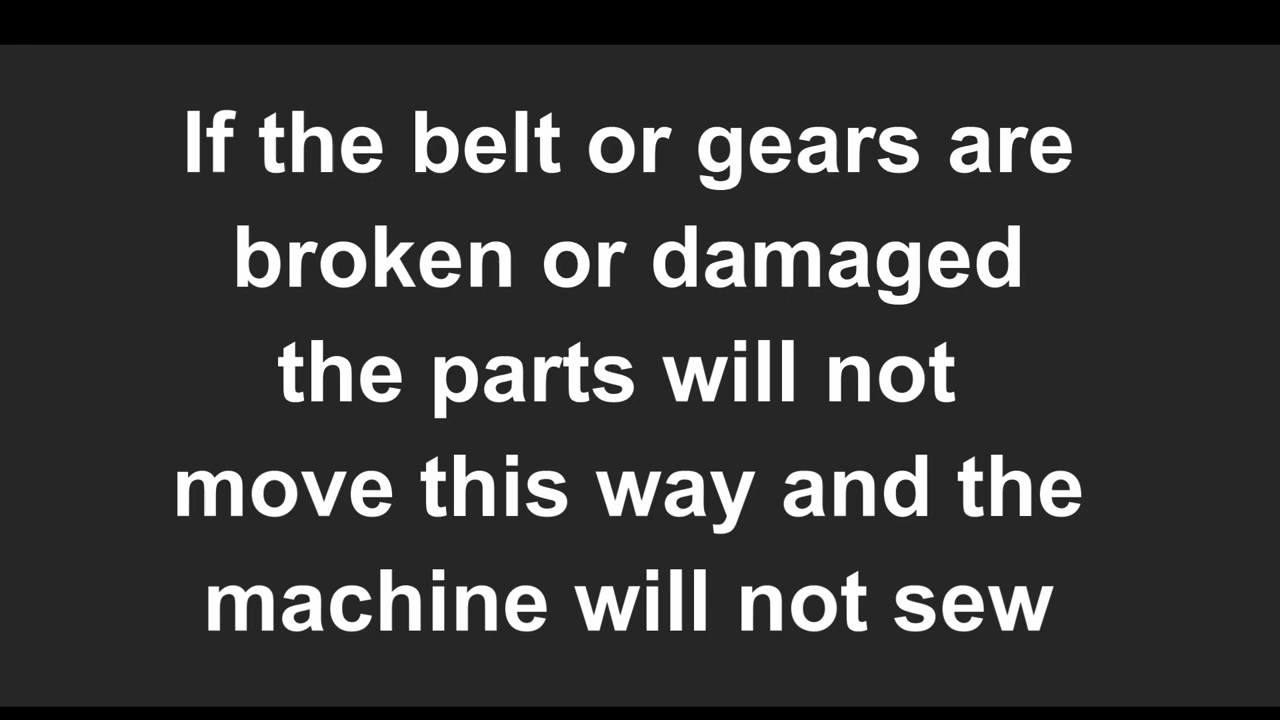 If the belt or gears are
broken or damaged
the parts will not
move this way and the
machine will not sew